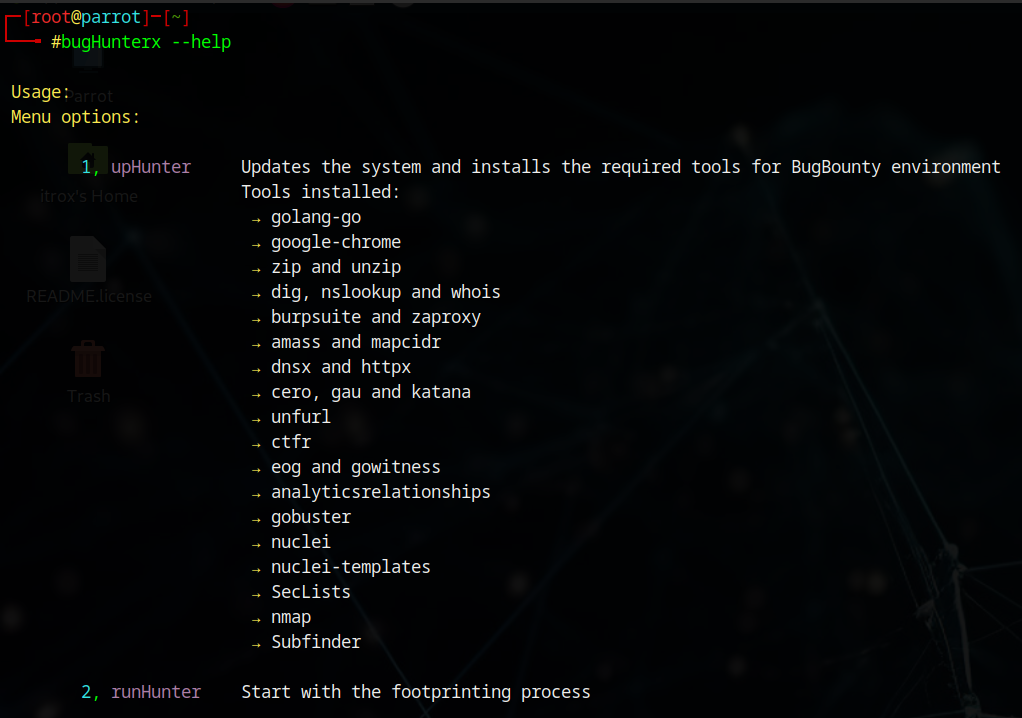 [root@parrot]─[~]
#bugHunterx --help
Usage:
Parrot
Menu options:
1, upHunter Updates the system and installs the required tools for BugBounty environment
Tools installed:
itrox's Home
→ golang-go
→ google-chrome
→ zip and unzip
→ dig, nslookup and whois
README.license
→ burpsuite and zaproxy
→ amass and mapcidr
→ dnsx and httpx
→ cero, gau and katana
Trash
→ unfurl
→ ctfr
→ eog and gowitness
→ analyticsrelationships
→ gobuster
→ nuclei
→ nuclei-templates
→ SecLists
→ nmap
→ Subfinder
2, runHunter Start with the footprinting process